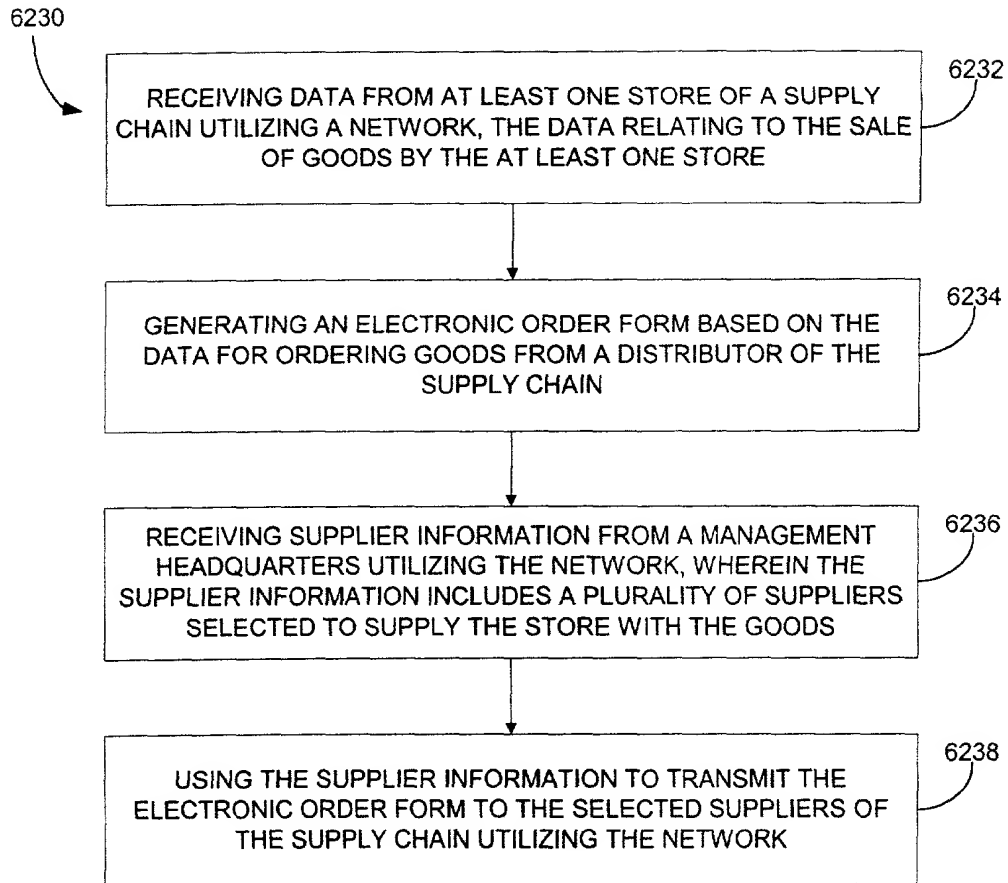 6230
6232
RECEIVING DATA FROM AT LEAST ONE STORE OF A SUPPLY
CHAIN UTILIZING A NETWORK, THE DATA RELATING TO THE SALE
OF GOODS BY THE AT LEAST ONE STORE
6234
GENERATING AN ELECTRONIC ORDER FORM BASED ON THE
DATA FOR ORDERING GOODS FROM A DISTRIBUTOR OF THE
SUPPLY CHAIN
6236
RECEIVING SUPPLIER INFORMATION FROM A MANAGEMENT
HEADQUARTERS UTILIZING THE NETWORK, WHEREIN THE
SUPPLIER INFORMATION INCLUDES A PLURALITY OF SUPPLIERS
SELECTED TO SUPPLY THE STORE WITH THE GOODS
6238
USING THE SUPPLIER INFORMATION TO TRANSMIT THE
ELECTRONIC ORDER FORM TO THE SELECTED SUPPLIERS OF
THE SUPPLY CHAIN UTILIZING THE NETWORK